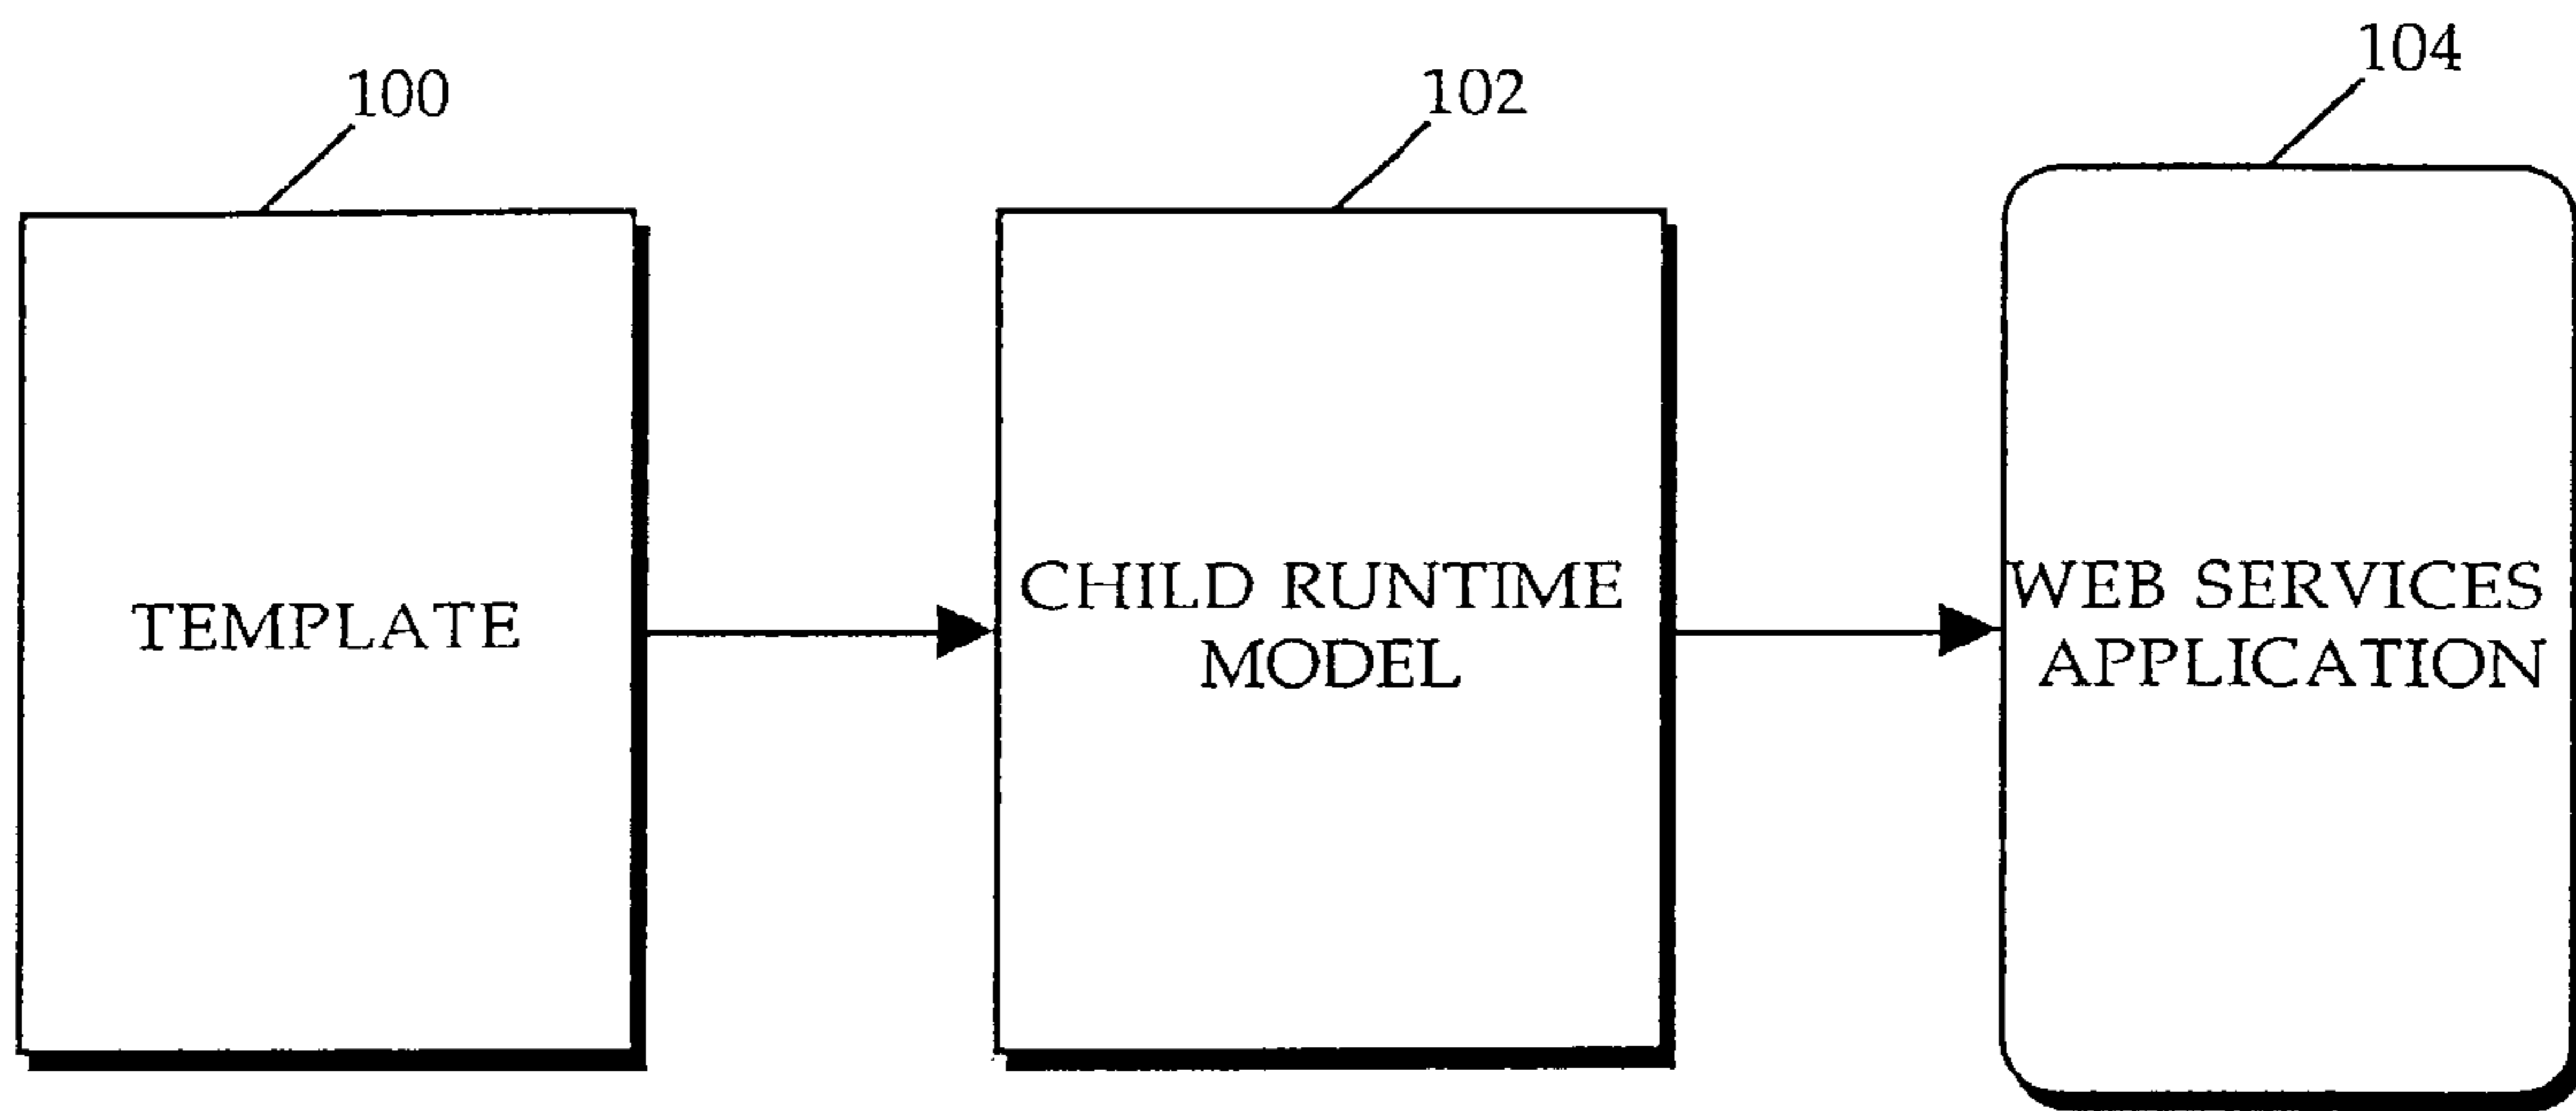 100
102
104
TEMPLATE
CHILD RUNTIME
MODEL
WEB SERVICES
APPLICATION